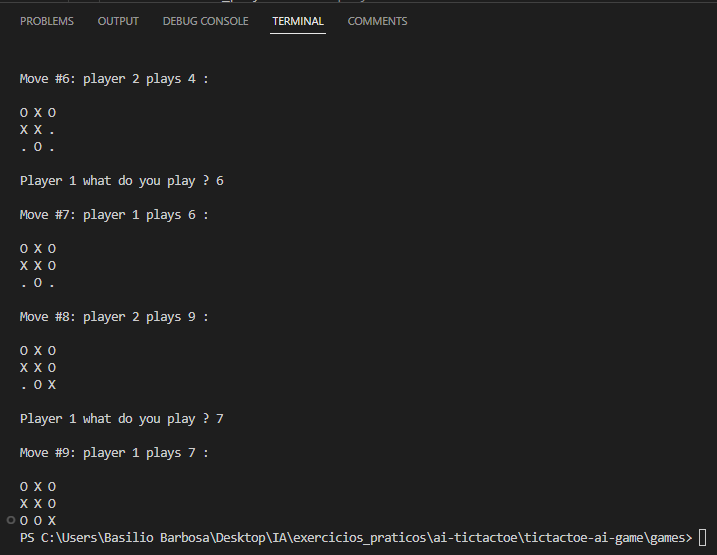 PROBLEMS OUTPUT DEBUG CONSOLE TERMINAL COMMENTS
Move #6: player 2 plays 4 :
O X O
X X .
. O .
Player 1 what do you play ? 6
Move #7: player 1 plays 6 :
O X O
X X O
. O .
Move #8: player 2 plays 9 :
O X O
X X O
. O X
Player 1 what do you play ? 7
Move #9: player 1 plays 7 :
O X O
X X O
O O X
PS C:\Users\Basilio Barbosa\Desktop\IA\exercicios_praticos\ai-tictactoe\tictactoe-ai-game\games>